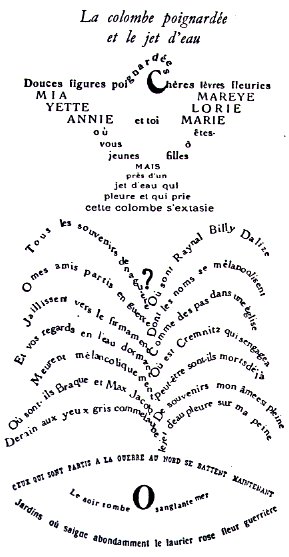 La colombe poignardée
et le jet d'eau
Douces figures poignardées Chères lèvres fleuries
MIA MAREYE
YETTE LORIE
ANNIE et toi MARIE
où êtes-
vous ô
jeunes filles
MAIS
près d'un
jet d'eau qui
pleure et qui prie
cette colombe s'extasie
?
Tous les souvenirs de naguère
O mes amis partis en guerre
Jaillissent vers le firmament
Et vos regards en l'eau dormant
Meurent mélancoliquement
Où sont-ils Braque et Max Jacob
Derain aux yeux gris comme l'aube
Où sont Raynal Billy Dalize
Dont les noms se mélancolisent
Comme des pas dans une église
Où est Cremnitz qui s'engagea
Peut-être sont-ils morts déjà
De souvenirs mon âme est pleine
Le jet d'eau pleure sur ma peine
CEUX QUI SONT PARTIS A LA GUERRE AU NORD SE BATTENT MAINTENANT
Le soir tombe O sanglante mer
Jardins où saigne abondamment le laurier rose fleur guerrière